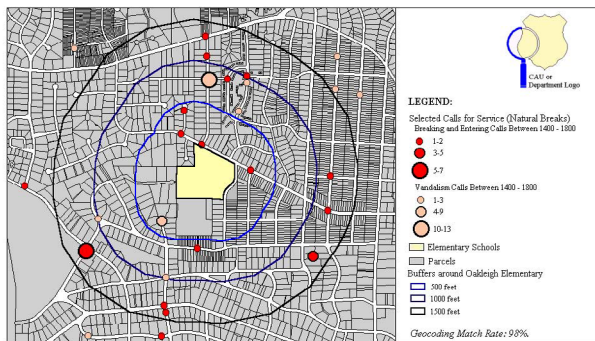 CAU or
Department Logo
LEGEND:
Selected Calls for Service (Natural Breaks)
Breaking and Entering Calls Between 1400 - 1800
1-2
3-5
5-7
Vandalism Calls Between 1400 - 1800
1-3
4-9
10-13
Elementary Schools
Parcels
Buffers around Oakleigh Elementary
500 feet
1000 feet
1500 feet
Geocoding Match Rate: 98%.